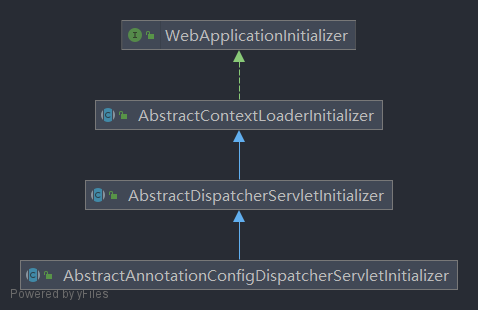 WebApplicationInitializer
AbstractContextLoaderInitializer
AbstractDispatcherServletInitializer
AbstractAnnotationConfigDispatcherServletInitializer
Powered by yFiles